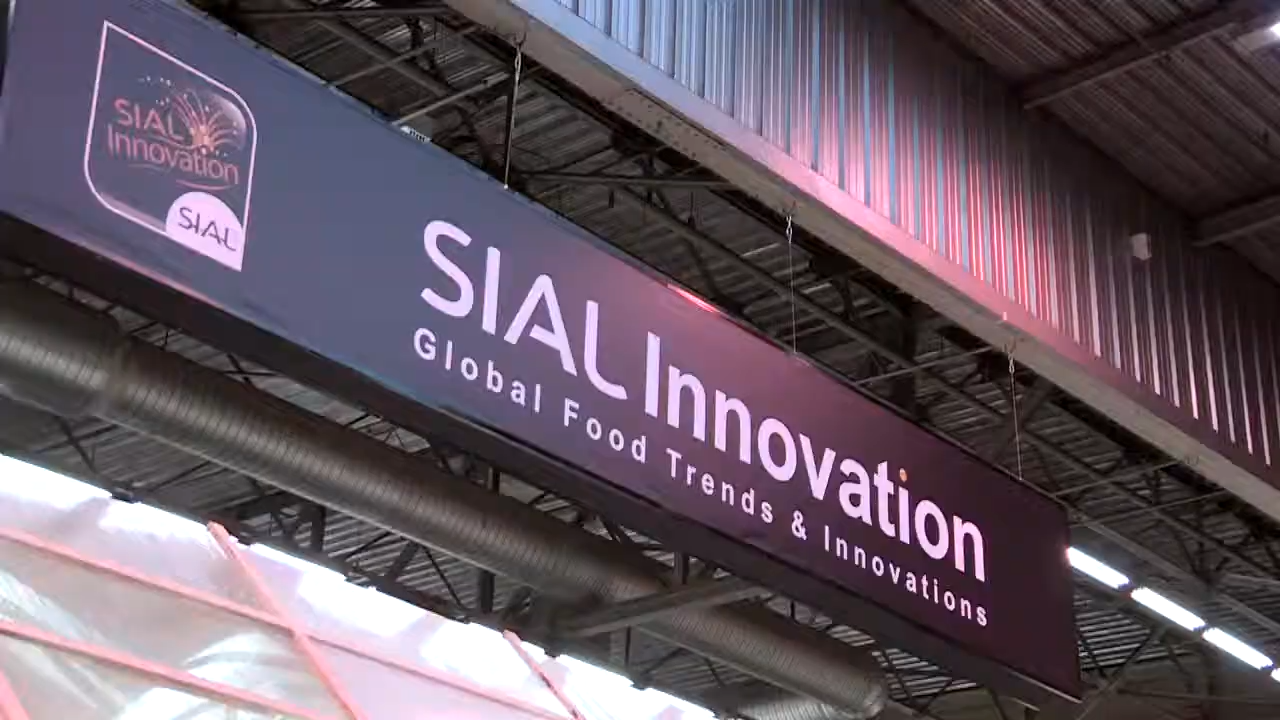 SIAL
Innovation
SIAL
SIAL Innovation
Global Food Trends & Innovations